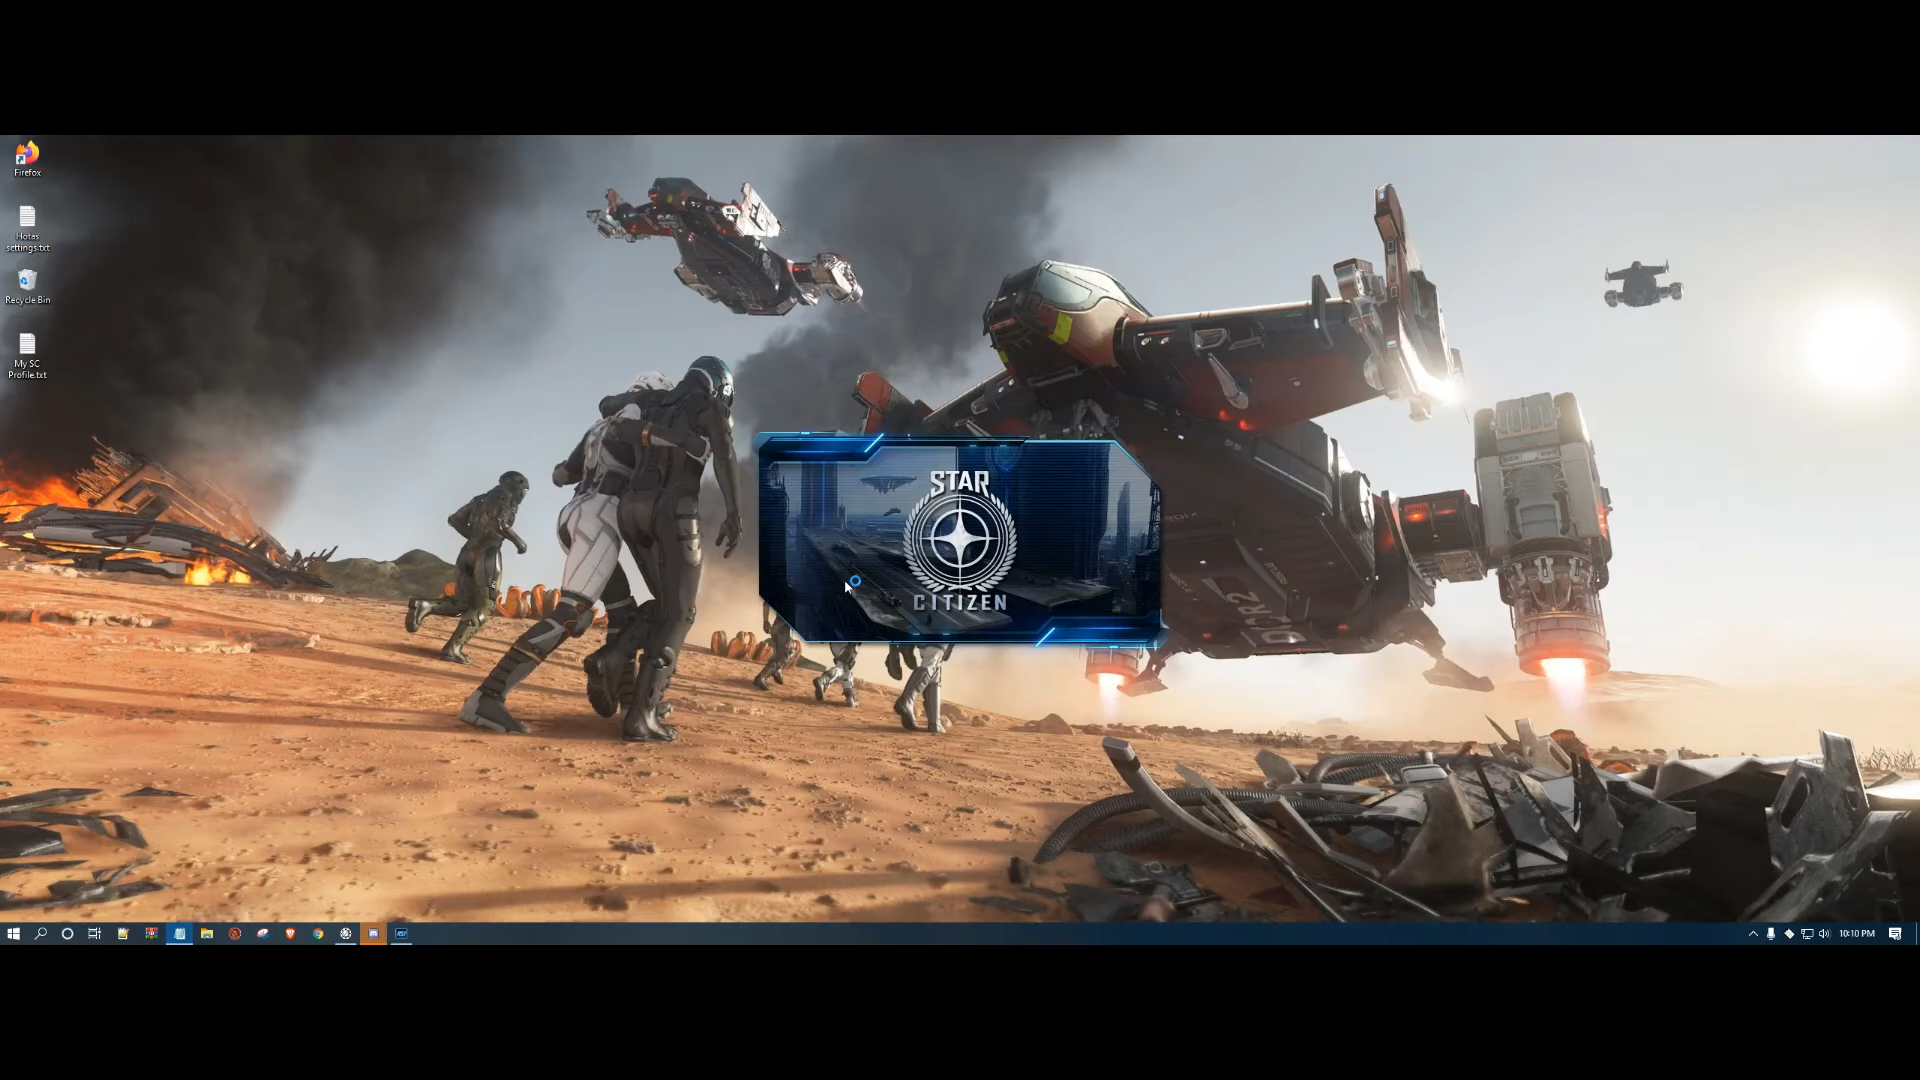 Firefox
Hotas
settings.txt
Recycle Bin
My SC
Profile.txt
STAR
CITIZEN
10:10 PM